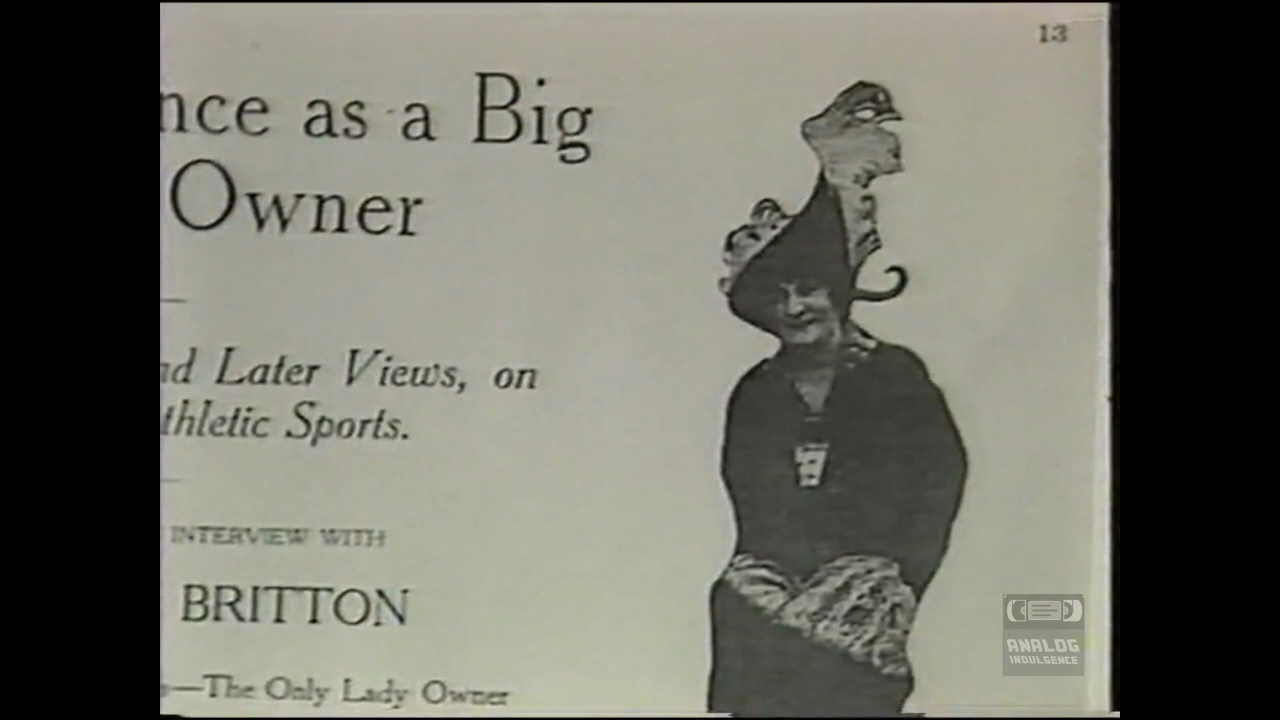 13
nce as a Big
Owner
nd Later Views, on
thletic Sports.
INTERVIEW WITH
BRITTON
—The Only Lady Owner
ANALOG
INDULGENCE